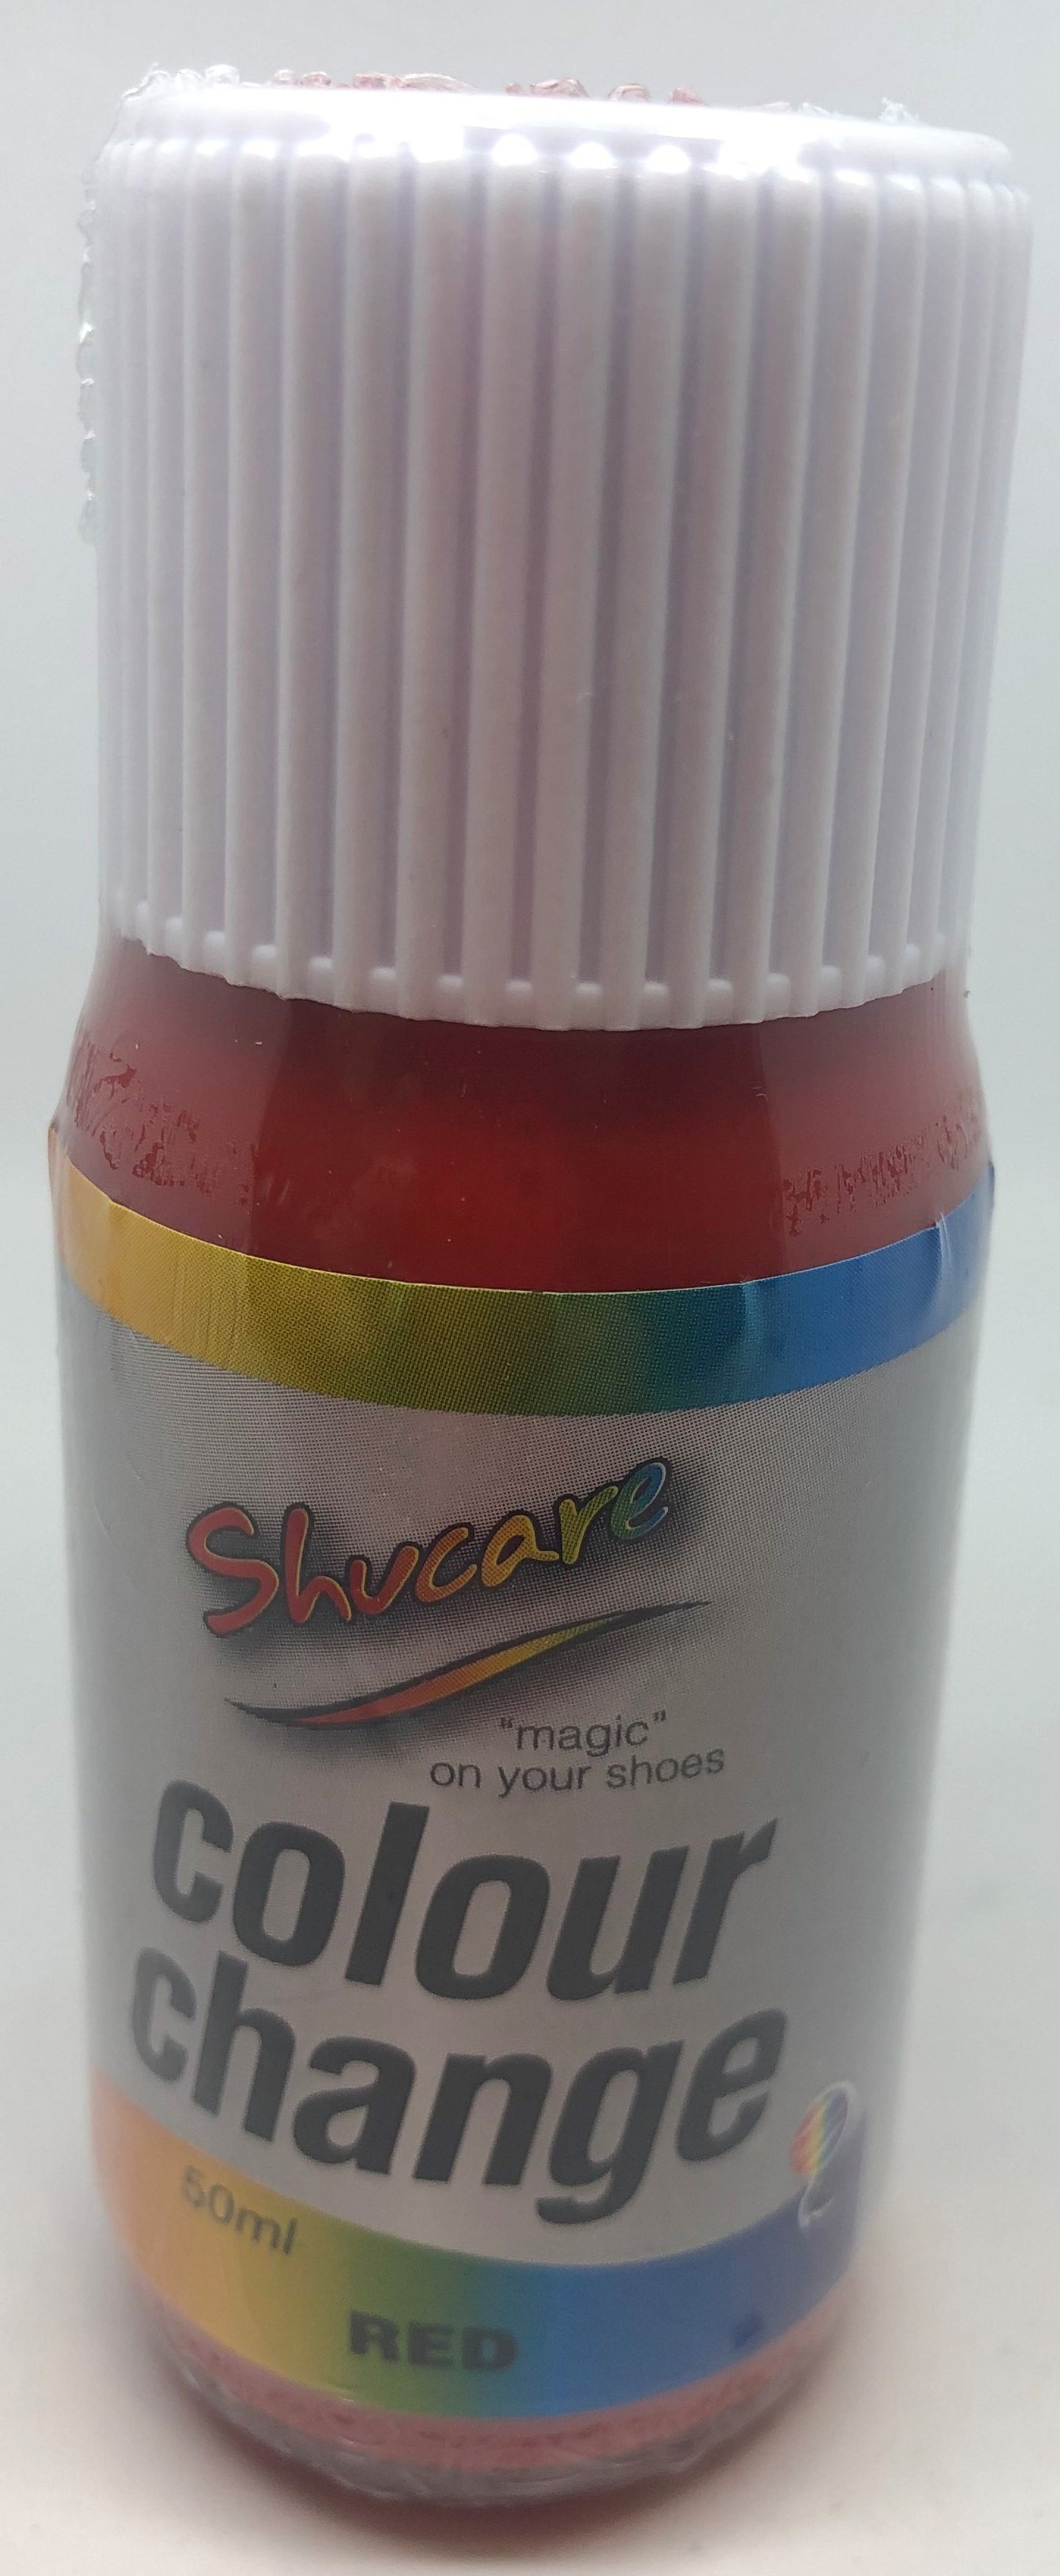 Shucare
"magic"
on your shoes
colour
change
50ml
RED